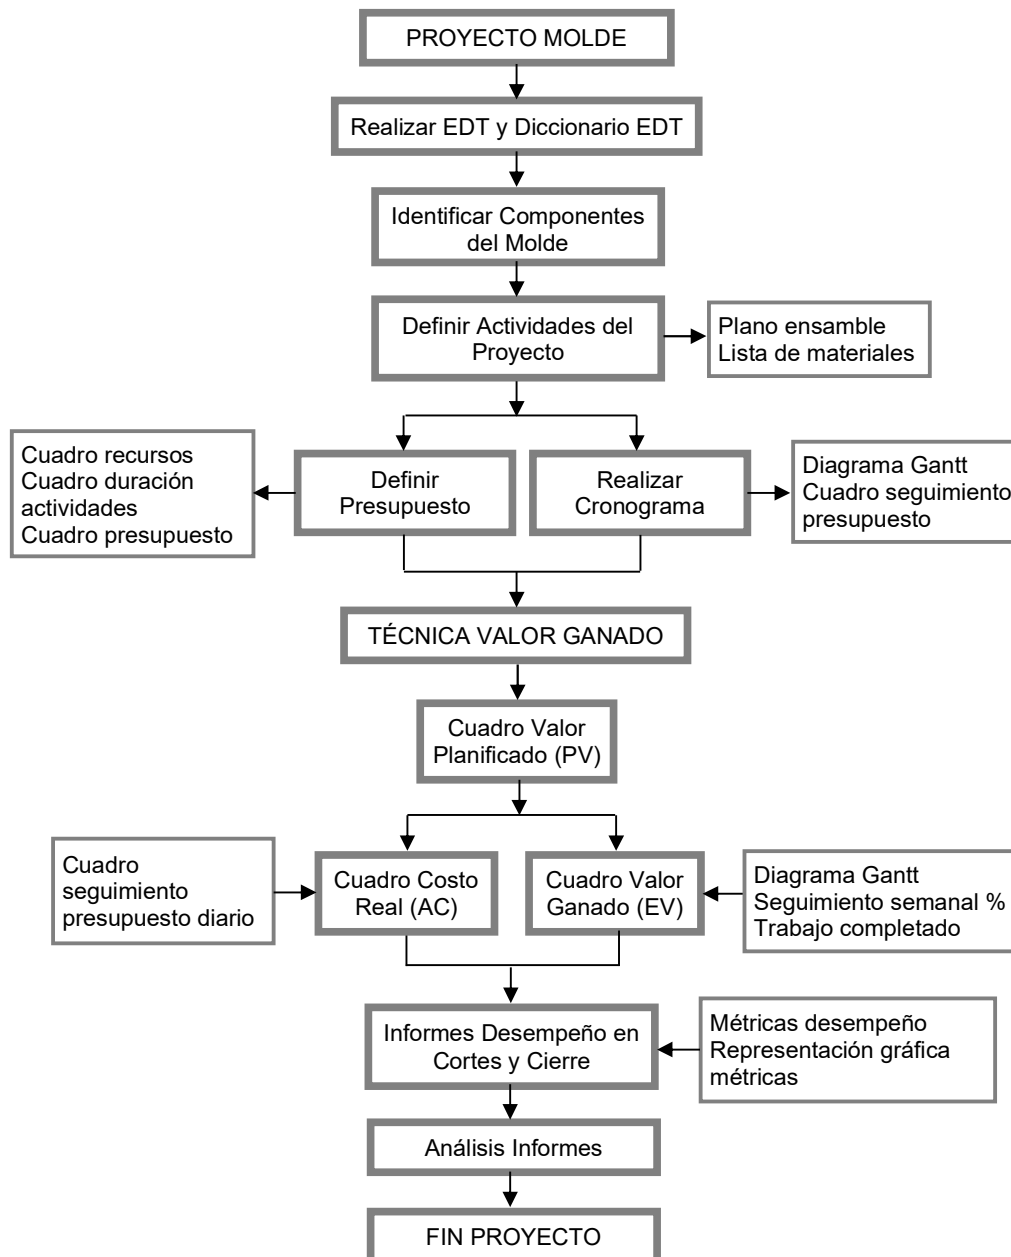 PROYECTO MOLDE
Realizar EDT y Diccionario EDT
Identificar Componentes
del Molde
Definir Actividades del
Proyecto
Plano ensamble
Lista de materiales
Cuadro recursos
Cuadro duración
actividades
Cuadro presupuesto
Definir
Presupuesto
Realizar
Cronograma
Diagrama Gantt
Cuadro seguimiento
presupuesto
TÉCNICA VALOR GANADO
Cuadro Valor
Planificado (PV)
Cuadro
seguimiento
presupuesto diario
Cuadro Costo
Real (AC)
Cuadro Valor
Ganado (EV)
Diagrama Gantt
Seguimiento semanal %
Trabajo completado
Informes Desempeño en
Cortes y Cierre
Métricas desempeño
Representación gráfica
métricas
Análisis Informes
FIN PROYECTO